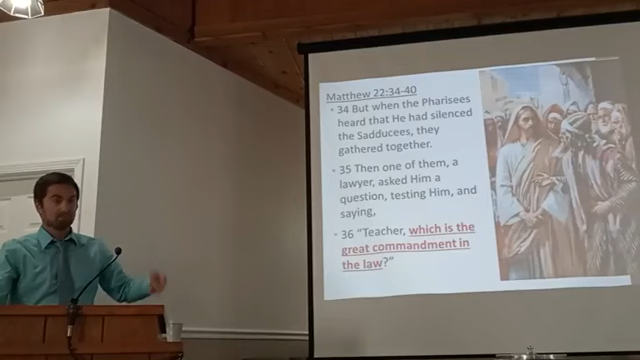 Matthew 22:34-40
• 34 But when the Pharisees
heard that He had silenced
the Sadducees, they
gathered together.
• 35 Then one of them, a
lawyer, asked Him a
question, testing Him, and
saying,
• 36 “Teacher, which is the
great commandment in
the law?”